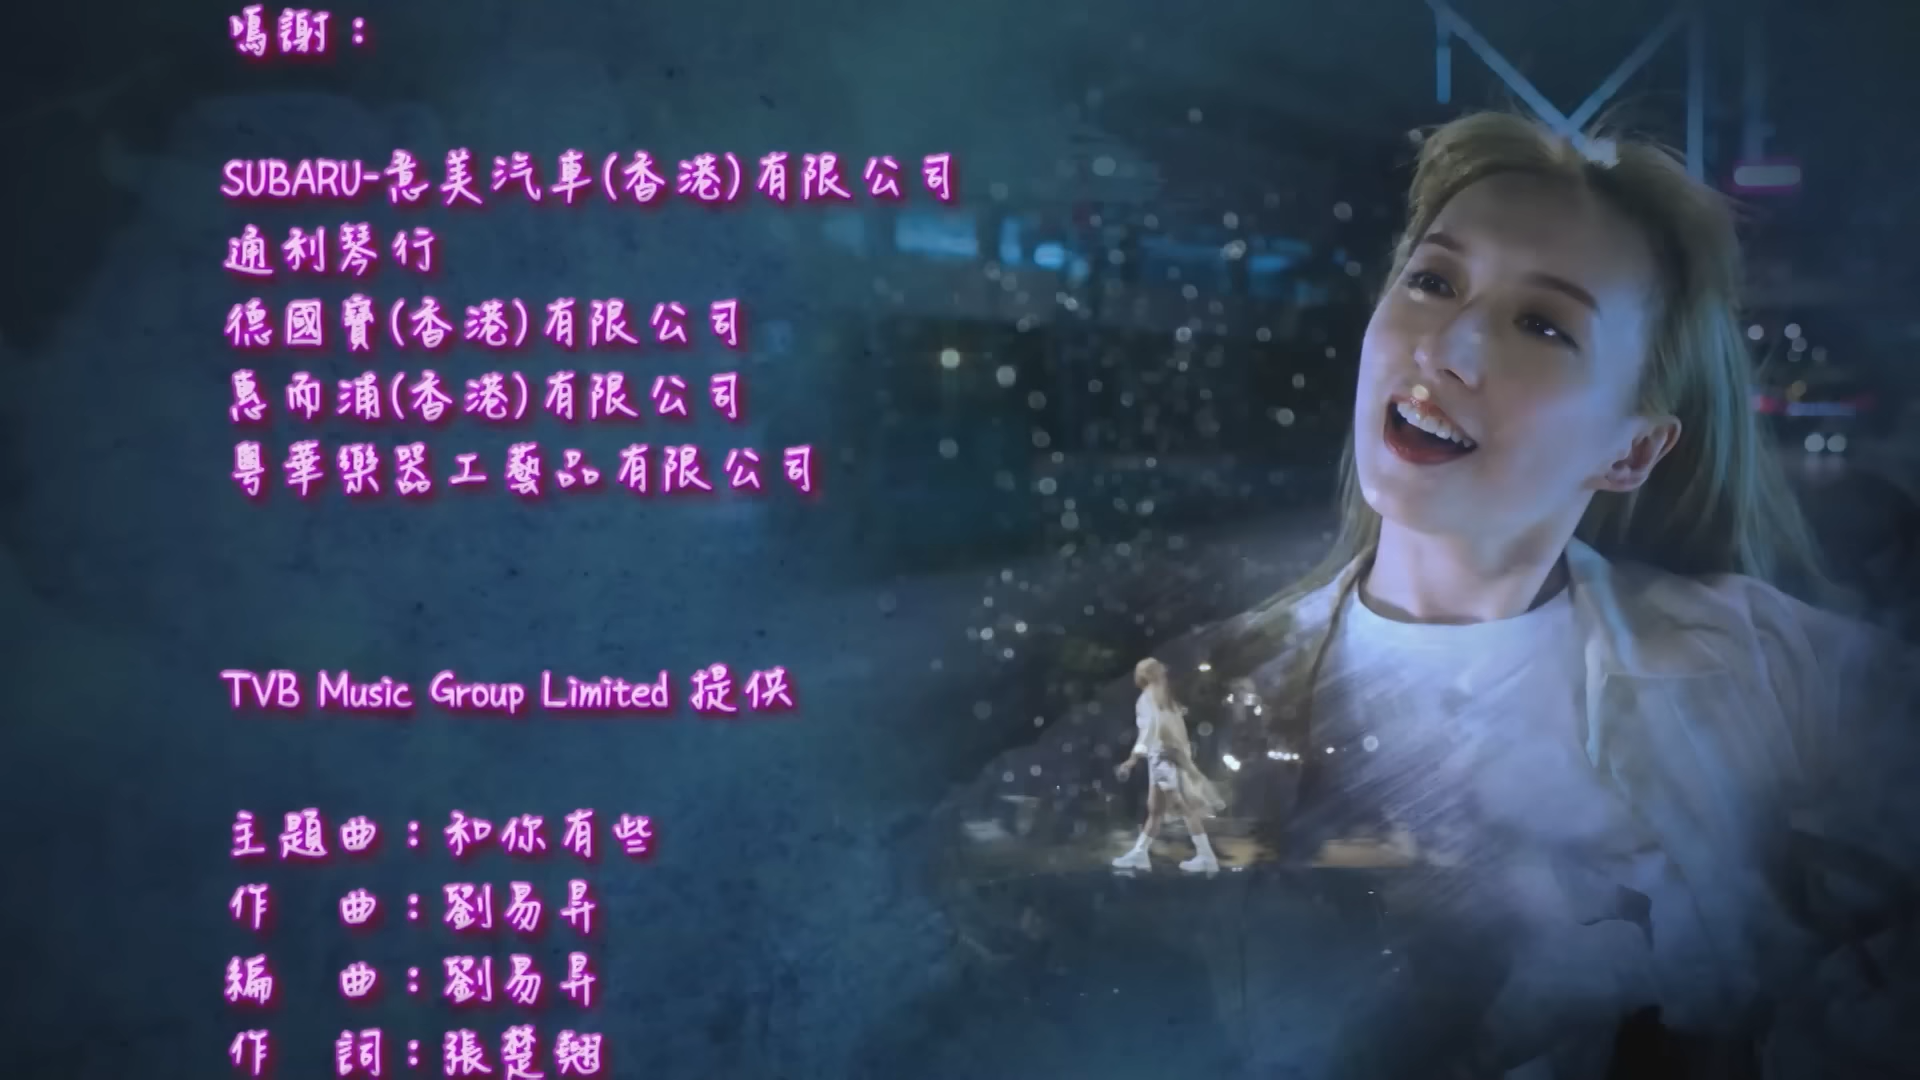 鳴謝：
SUBARU-意美汽車(香港)有限公司
通利琴行
德國寶(香港)有限公司
惠而浦(香港)有限公司
粵華樂器工藝品有限公司
TVB Music Group Limited 提供
主題曲：和你有些
作　曲：劉易昇
編　曲：劉易昇
作　詞：張楚翹